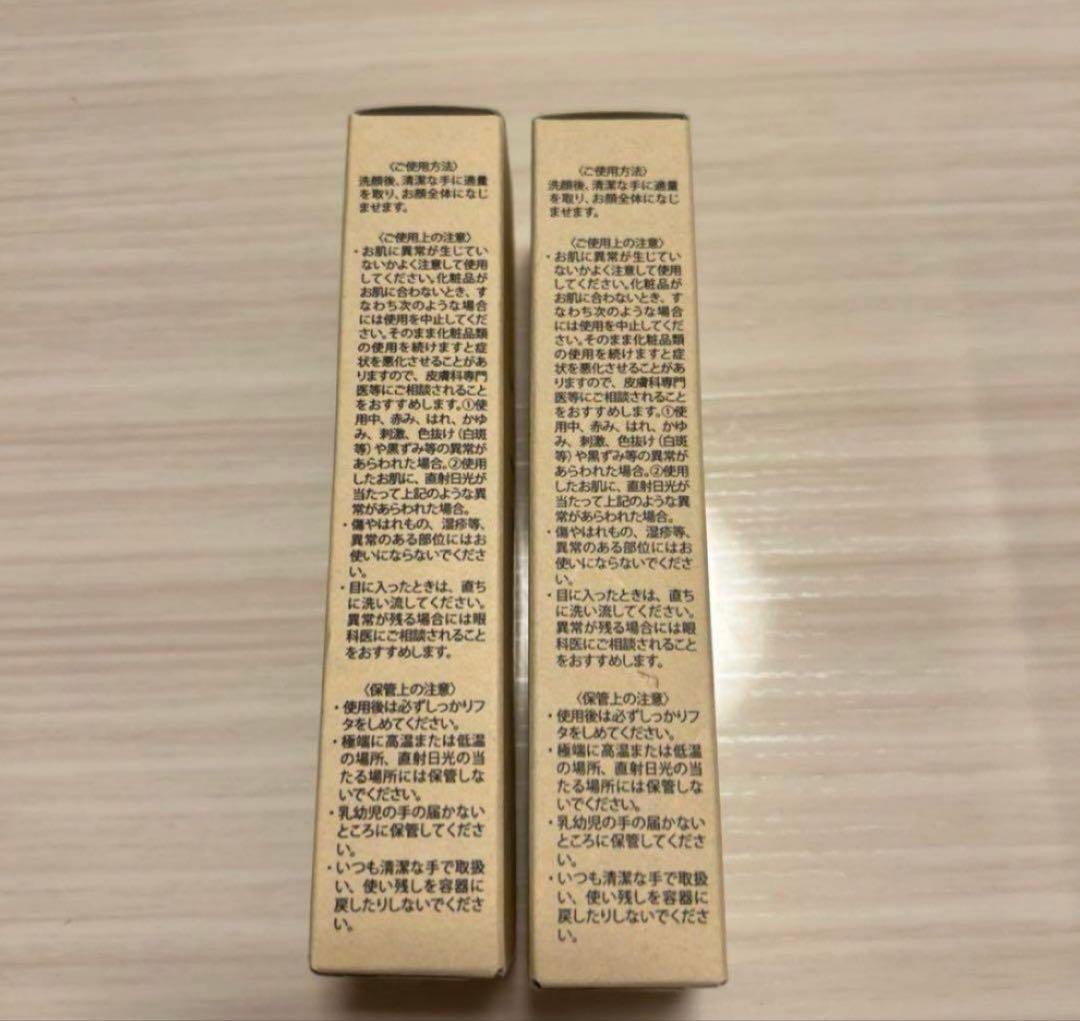 〈ご使用方法〉
洗顔後、清潔な手に適量
を取り、お顔全体になじ
ませます。
〈ご使用上の注意〉
・お肌に異常が生じてい
ないかよく注意して使用
してください。化粧品が
お肌に合わないとき、す
なわち次のような場合
には使用を中止してくだ
さい。そのまま化粧品類
の使用を続けますと症
状を悪化させることがあ
りますので、皮膚科専門
医等にご相談されること
をおすすめします。①使
用中、赤み、はれ、かゆ
み、刺激、色抜け(白斑
等)や黒ずみ等の異常が
あらわれた場合。②使用
したお肌に、直射日光が
当たって上記のような異
常があらわれた場合。
・傷やはれもの、湿疹等、
異常のある部位にはお
使いにならないでくださ
い。
・目に入ったときは、直ち
に洗い流してください。
異常が残る場合には眼
科医にご相談されること
をおすすめします。
〈保管上の注意〉
・使用後は必ずしっかりフ
タをしめてください。
・極端に高温または低温
の場所、直射日光の当
たる場所には保管しな
いでください。
・乳幼児の手の届かない
ところに保管してくださ
い。
・いつも清潔な手で取扱
い、使い残しを容器に
戻したりしないでくださ
い。
〈ご使用方法〉
洗顔後、清潔な手に適量
を取り、お顔全体になじ
ませます。
〈ご使用上の注意〉
・お肌に異常が生じてい
ないかよく注意して使用
してください。化粧品が
お肌に合わないとき、す
なわち次のような場合
には使用を中止してくだ
さい。そのまま化粧品類
の使用を続けますと症
状を悪化させることがあ
りますので、皮膚科専門
医等にご相談されること
をおすすめします。①使
用中、赤み、はれ、かゆ
み、刺激、色抜け(白斑
等)や黒ずみ等の異常が
あらわれた場合。②使用
したお肌に、直射日光が
当たって上記のような異
常があらわれた場合。
・傷やはれもの、湿疹等、
異常のある部位にはお
使いにならないでくださ
い。
・目に入ったときは、直ち
に洗い流してください。
異常が残る場合には眼
科医にご相談されること
をおすすめします。
〈保管上の注意〉
・使用後は必ずしっかりフ
タをしめてください。
・極端に高温または低温
の場所、直射日光の当
たる場所には保管しな
いでください。
・乳幼児の手の届かない
ところに保管してくださ
い。
・いつも清潔な手で取扱
い、使い残しを容器に
戻したりしないでくださ
い。